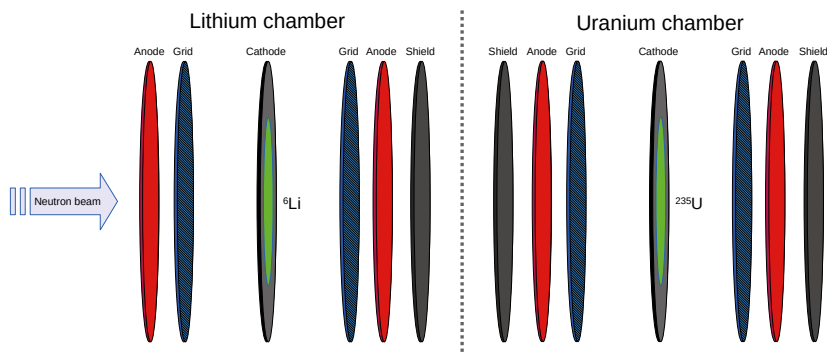 Lithium chamber
Uranium chamber
Anode Grid Cathode Grid Anode Shield
Shield Anode Grid Cathode Grid Anode Shield
Neutron beam
⁶Li
²³⁵U